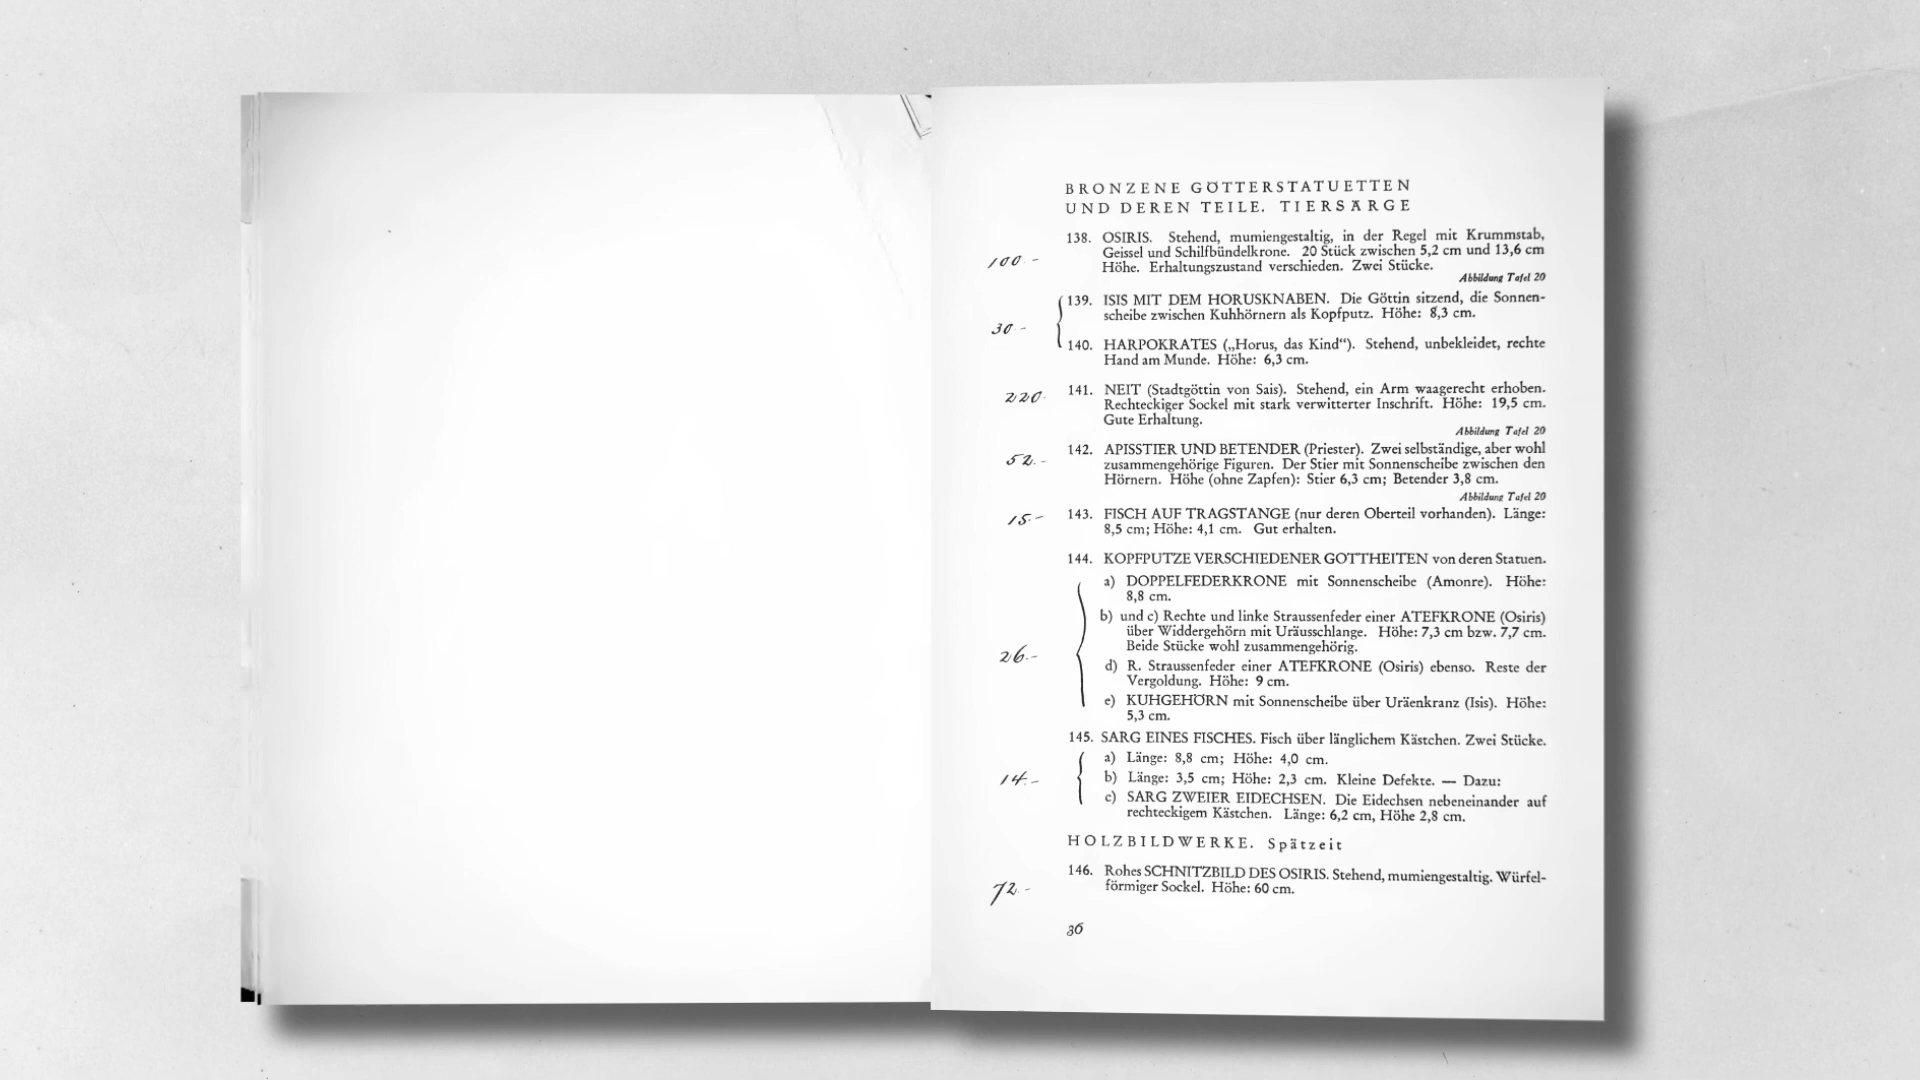 BRONZENE GÖTTERSTATUETTEN
UND DEREN TEILE. TIERSÄRGE
138. OSIRIS. Stehend, mumiengestaltig, in der Regel mit Krummstab,
100.-
Geissel und Schilfbündelkrone. 20 Stück zwischen 5,2 cm und 13,6 cm
Höhe. Erhaltungszustand verschieden. Zwei Stücke.
Abbildung Tafel 20
139. ISIS MIT DEM HORUSKNABEN. Die Göttin sitzend, die Sonnen-
scheibe zwischen Kuhhörnern als Kopfputz. Höhe: 8,3 cm.
30.-
140. HARPOKRATES („Horus, das Kind“). Stehend, unbekleidet, rechte
Hand am Munde. Höhe: 6,3 cm.
141. NEIT (Stadtgöttin von Sais). Stehend, ein Arm waagerecht erhoben.
220.
Rechteckiger Sockel mit stark verwitterter Inschrift. Höhe: 19,5 cm.
Gute Erhaltung.
Abbildung Tafel 20
142. APISSTIER UND BETENDER (Priester). Zwei selbständige, aber wohl
52.-
zusammengehörige Figuren. Der Stier mit Sonnenscheibe zwischen den
Hörnern. Höhe (ohne Zapfen): Stier 6,3 cm; Betender 3,8 cm.
Abbildung Tafel 20
15.-
143. FISCH AUF TRAGSTANGE (nur deren Oberteil vorhanden). Länge:
8,5 cm; Höhe: 4,1 cm. Gut erhalten.
144. KOPFPUTZE VERSCHIEDENER GOTTHEITEN von deren Statuen.
a) DOPPELFEDERKRONE mit Sonnenscheibe (Amonre). Höhe:
8,8 cm.
b) und c) Rechte und linke Straussenfeder einer ATEFKRONE (Osiris)
über Widdergehörn mit Uräusschlange. Höhe: 7,3 cm bzw. 7,7 cm.
Beide Stücke wohl zusammengehörig.
26.-
d) R. Straussenfeder einer ATEFKRONE (Osiris) ebenso. Reste der
Vergoldung. Höhe: 9 cm.
e) KUHGEHÖRN mit Sonnenscheibe über Uräenkranz (Isis). Höhe:
5,3 cm.
145. SARG EINES FISCHES. Fisch über länglichem Kästchen. Zwei Stücke.
a) Länge: 8,8 cm; Höhe: 4,0 cm.
14.-
b) Länge: 3,5 cm; Höhe: 2,3 cm. Kleine Defekte. — Dazu:
c) SARG ZWEIER EIDECHSEN. Die Eidechsen nebeneinander auf
rechteckigem Kästchen. Länge: 6,2 cm, Höhe 2,8 cm.
HOLZBILDWERKE. Spätzeit
146. Rohes SCHNITZBILD DES OSIRIS. Stehend, mumiengestaltig. Würfel-
72.-
förmiger Sockel. Höhe: 60 cm.
36